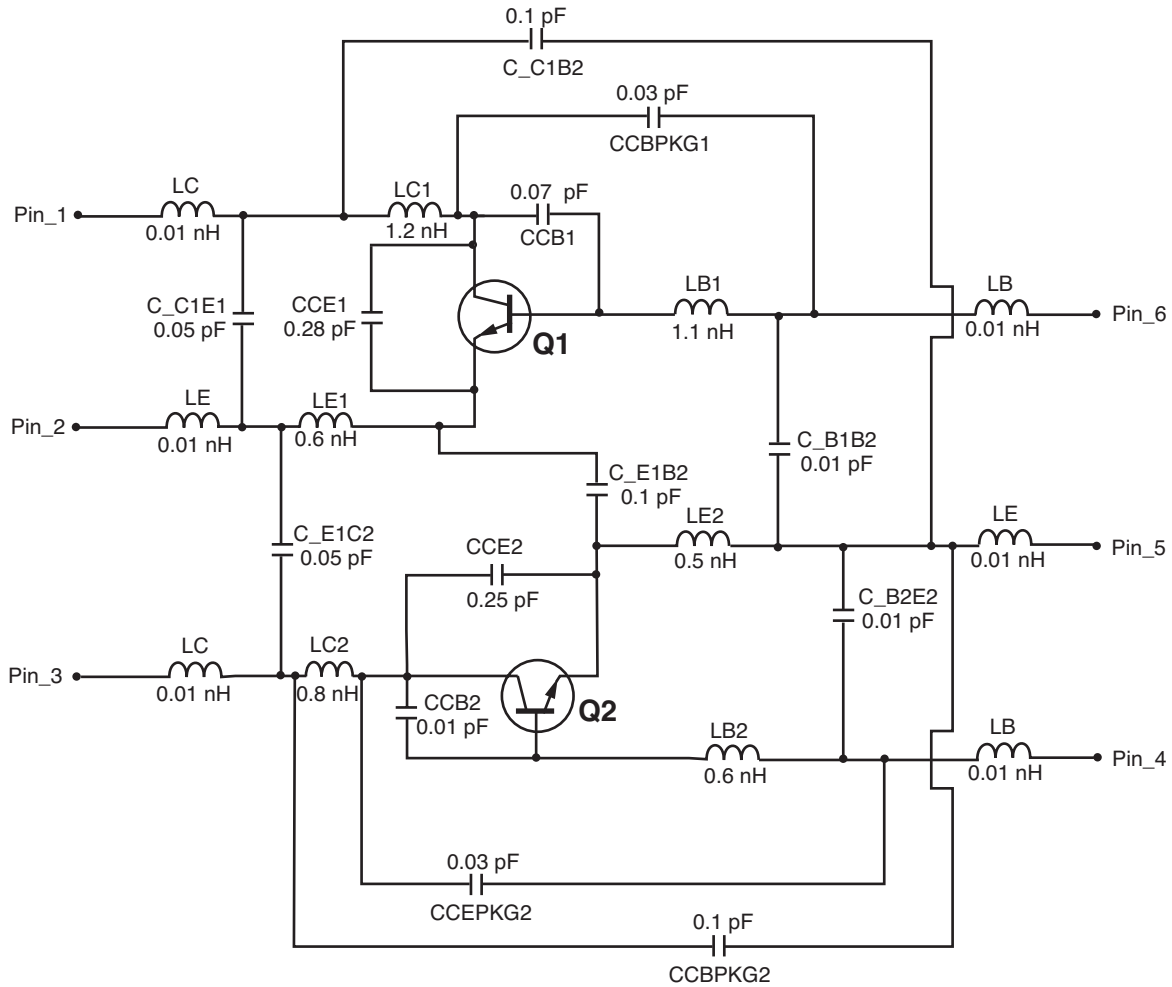 0.1 pF
C_C1B2
0.03 pF
CCBPKG1
LC
0.01 nH
LC1
1.2 nH
0.07 pF
CCB1
Pin_1
C_C1E1
0.05 pF
CCE1
0.28 pF
Q1
LB1
1.1 nH
LB
0.01 nH
Pin_6
Pin_2
LE
0.01 nH
LE1
0.6 nH
C_B1B2
0.01 pF
C_E1B2
0.1 pF
C_E1C2
0.05 pF
CCE2
0.25 pF
LE2
0.5 nH
LE
0.01 nH
Pin_5
C_B2E2
0.01 pF
Pin_3
LC
0.01 nH
LC2
0.8 nH
CCB2
0.01 pF
Q2
LB2
0.6 nH
LB
0.01 nH
Pin_4
0.03 pF
CCEPKG2
0.1 pF
CCBPKG2